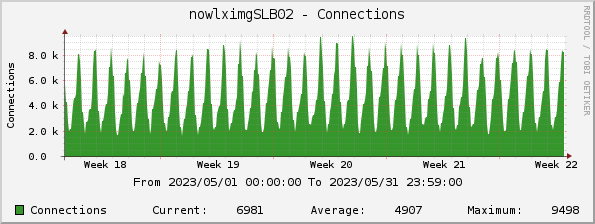 nowlximgSLB02 - Connections
RRDTOOL / TOBI OETIKER
Connections
8.0 k
6.0 k
4.0 k
2.0 k
0.0
Week 18 Week 19 Week 20 Week 21 Week 22
From 2023/05/01 00:00:00 To 2023/05/31 23:59:00
Connections Current: 6981 Average: 4907 Maximum: 9498